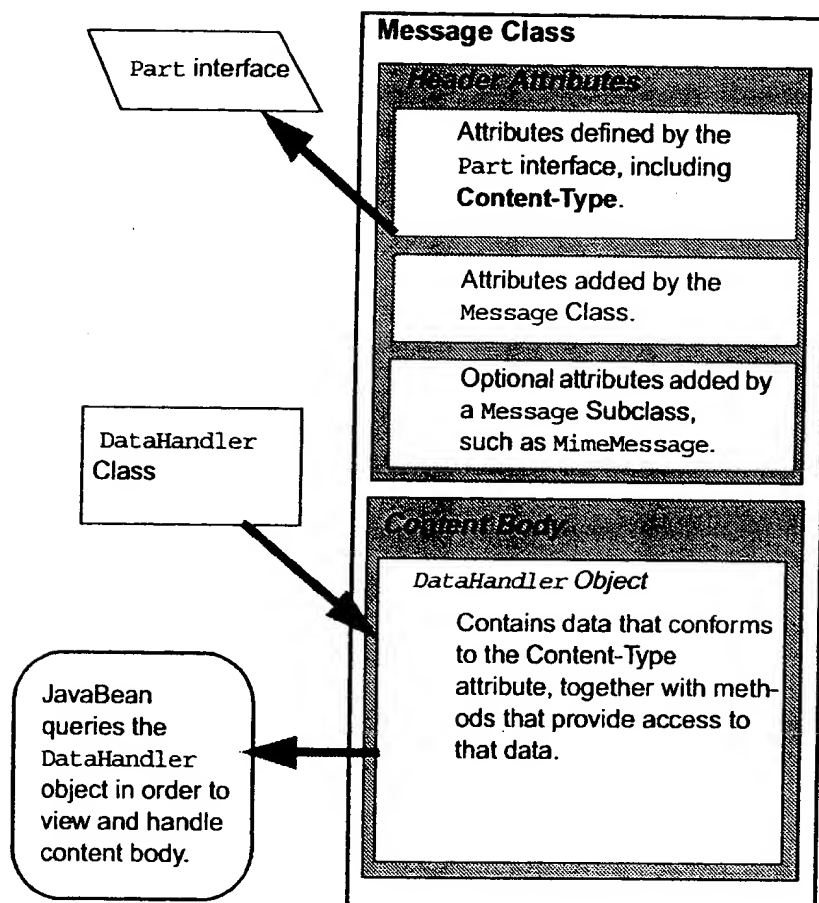 Message Class
Part interface
Header Attributes
Attributes defined by the
Part interface, including
Content-Type.
Attributes added by the
Message Class.
Optional attributes added by
a Message Subclass,
such as MimeMessage.
DataHandler
Class
Content Body
DataHandler Object
Contains data that conforms
to the Content-Type
attribute, together with meth-
ods that provide access to
that data.
JavaBean
queries the
DataHandler
object in order to
view and handle
content body.